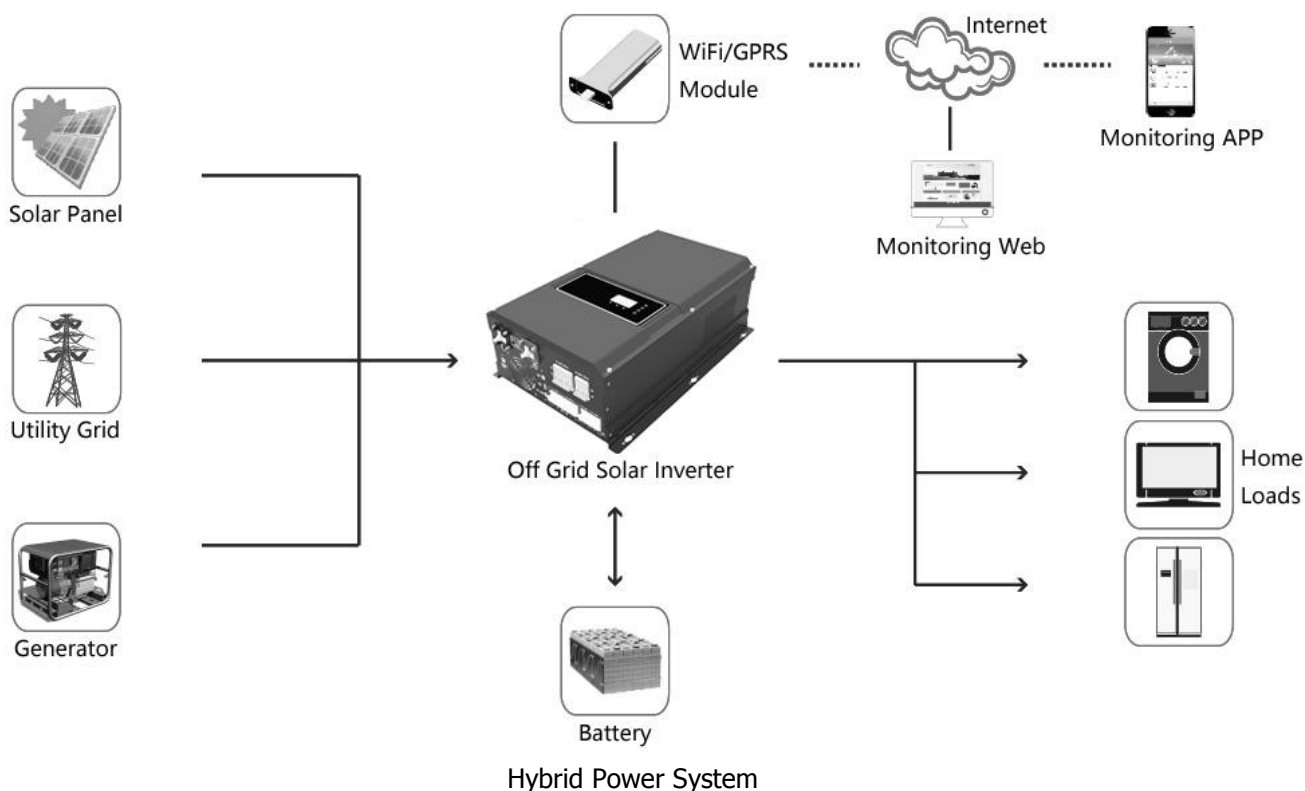 Internet
WiFi/GPRS
Module
Monitoring APP
Solar Panel
Monitoring Web
Utility Grid
Off Grid Solar Inverter
Home
Loads
Generator
Battery
Hybrid Power System